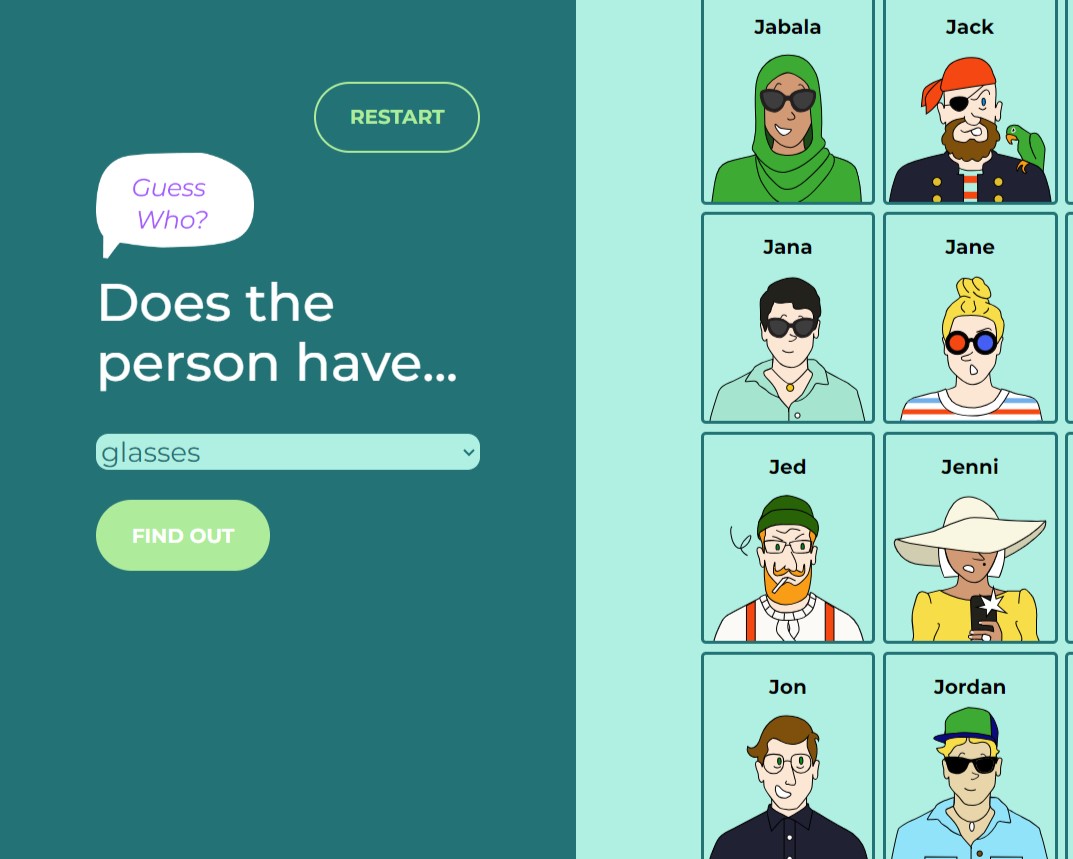 RESTART
Guess
Who?
Does the
person have...
glasses
FIND OUT
Jabala
Jack
Jana
Jane
Jed
Jenni
Jon
Jordan